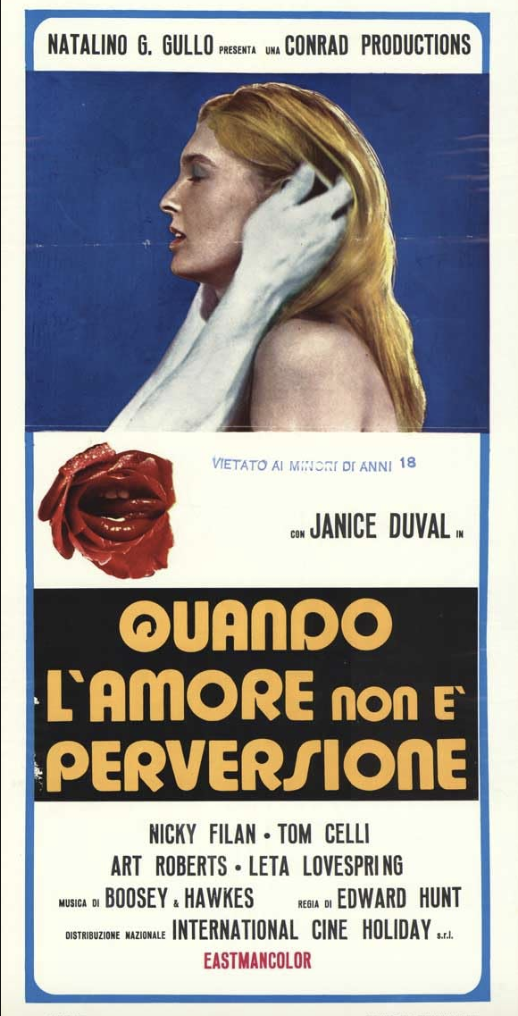 NATALINO G. GULLO PRESENTA UNA CONRAD PRODUCTIONS
VIETATO AI MINORI DI ANNI 18
CON JANICE DUVAL IN
QUANDO
L'AMORE NON E'
PERVERSIONE
NICKY FILAN • TOM CELLI
ART ROBERTS • LETA LOVESPRING
MUSICA DI BOOSEY & HAWKES REGIA DI EDWARD HUNT
DISTRIBUZIONE NAZIONALE INTERNATIONAL CINE HOLIDAY s.r.l.
EASTMANCOLOR